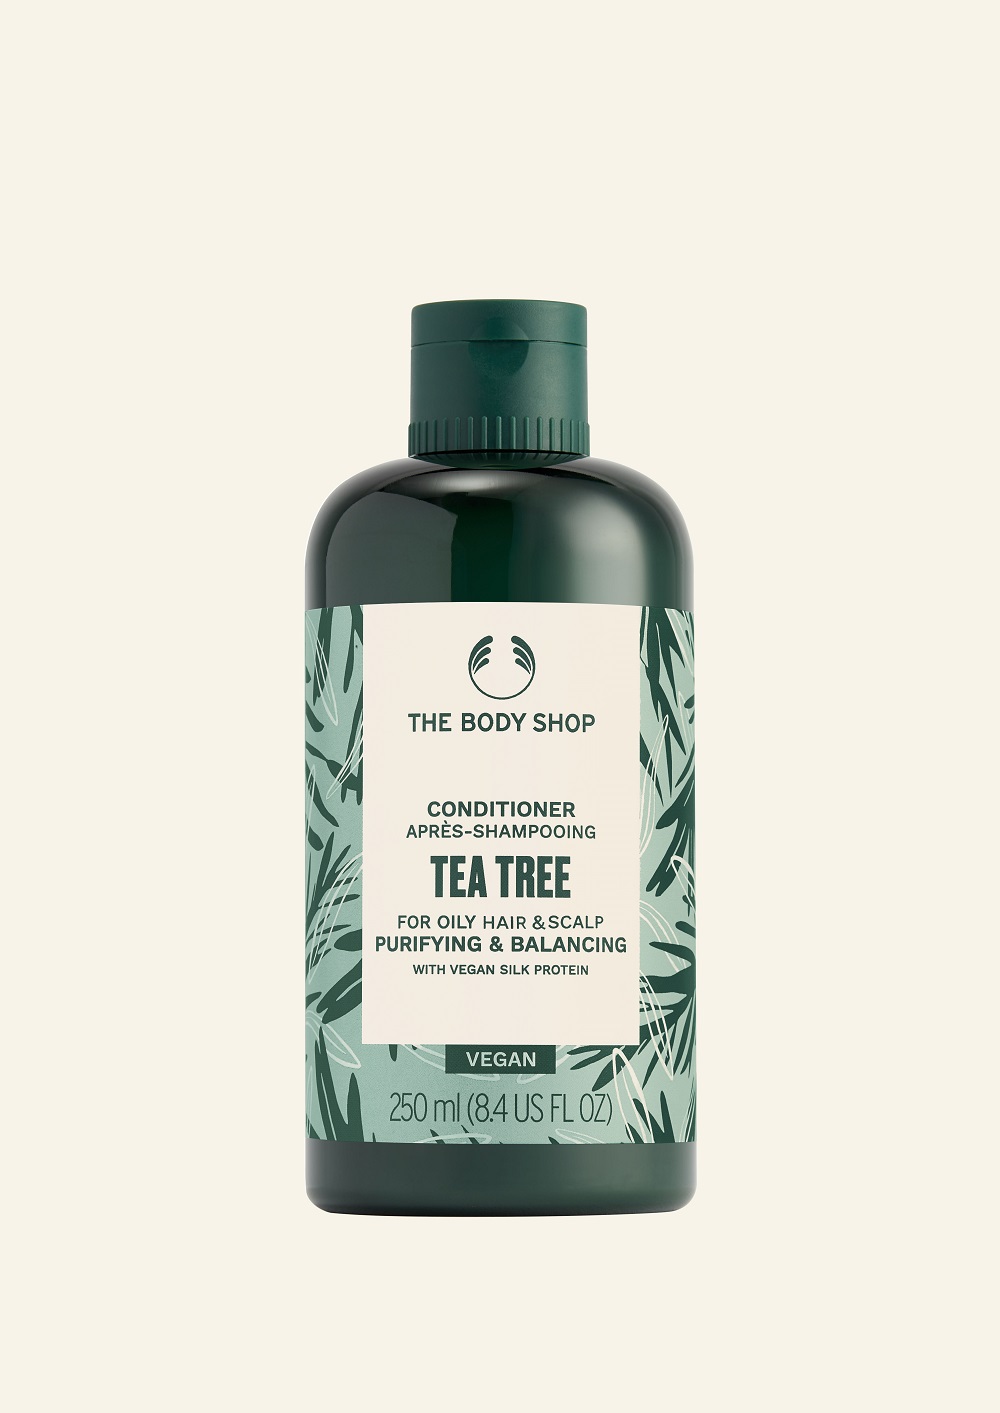 THE BODY SHOP
CONDITIONER
APRÈS-SHAMPOOING
TEA TREE
FOR OILY HAIR & SCALP
PURIFYING & BALANCING
WITH VEGAN SILK PROTEIN
VEGAN
250 ml (8.4 US FL OZ)